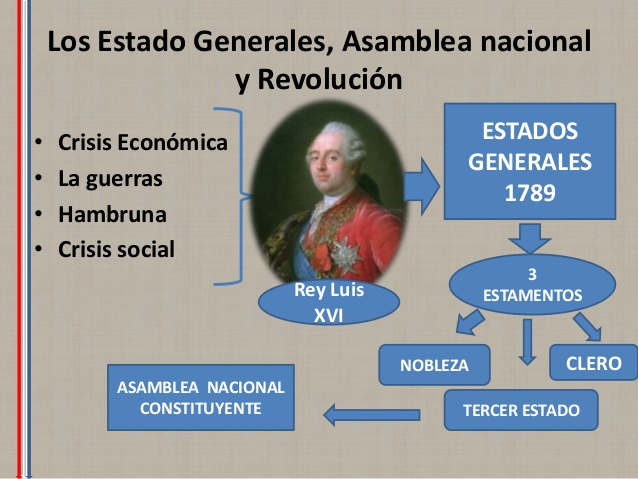 Los Estado Generales, Asamblea nacional
y Revolución
• Crisis Económica
• La guerras
• Hambruna
• Crisis social
Rey Luis
XVI
ESTADOS
GENERALES
1789
3
ESTAMENTOS
NOBLEZA
CLERO
TERCER ESTADO
ASAMBLEA NACIONAL
CONSTITUYENTE